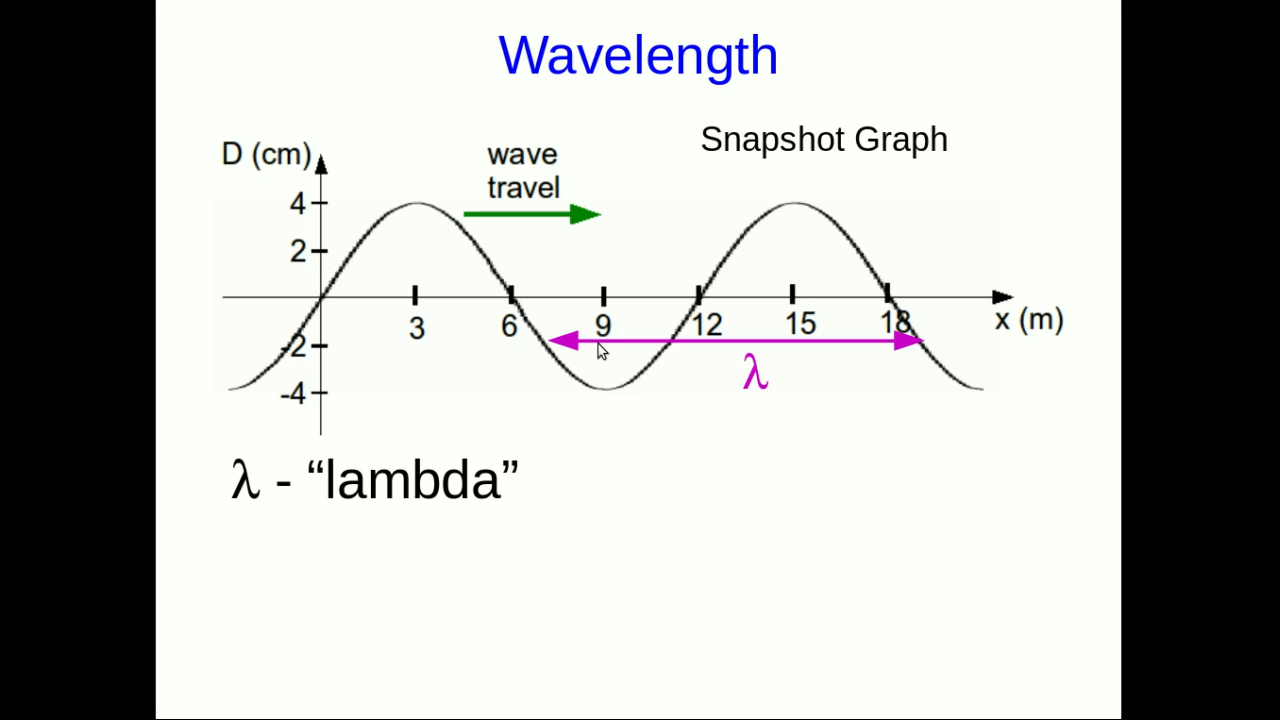 Wavelength
Snapshot Graph
D (cm)
wave
travel
4
2
3 6 9 12 15 18
x (m)
-2
λ
-4
λ - “lambda”